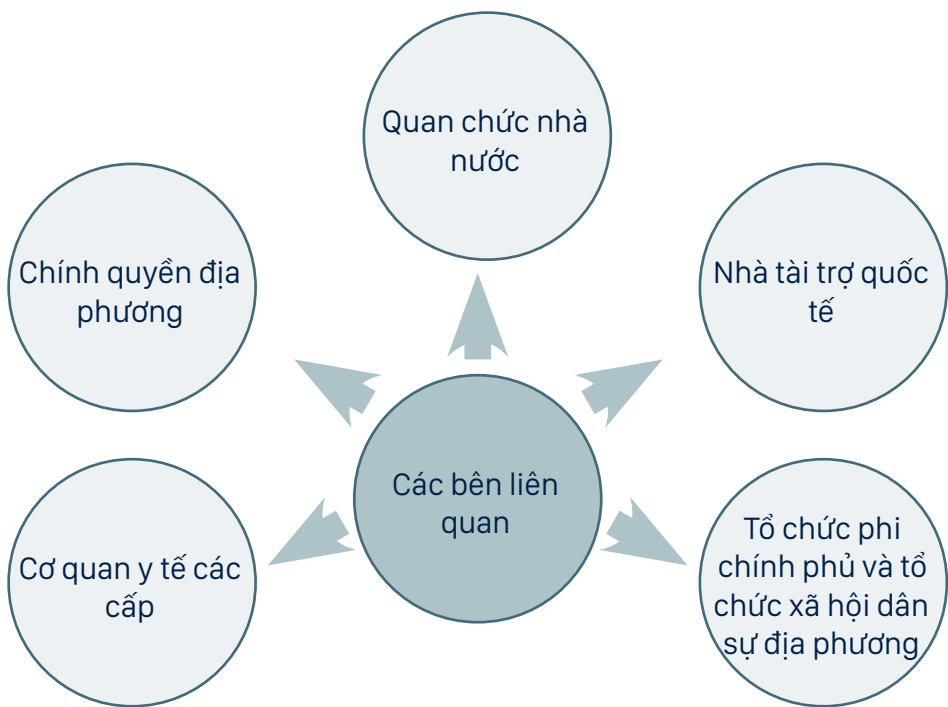 Quan chức nhà
nước
Chính quyền địa
phương
Nhà tài trợ quốc
tế
Các bên liên
quan
Cơ quan y tế các
cấp
Tổ chức phi
chính phủ và tổ
chức xã hội dân
sự địa phương